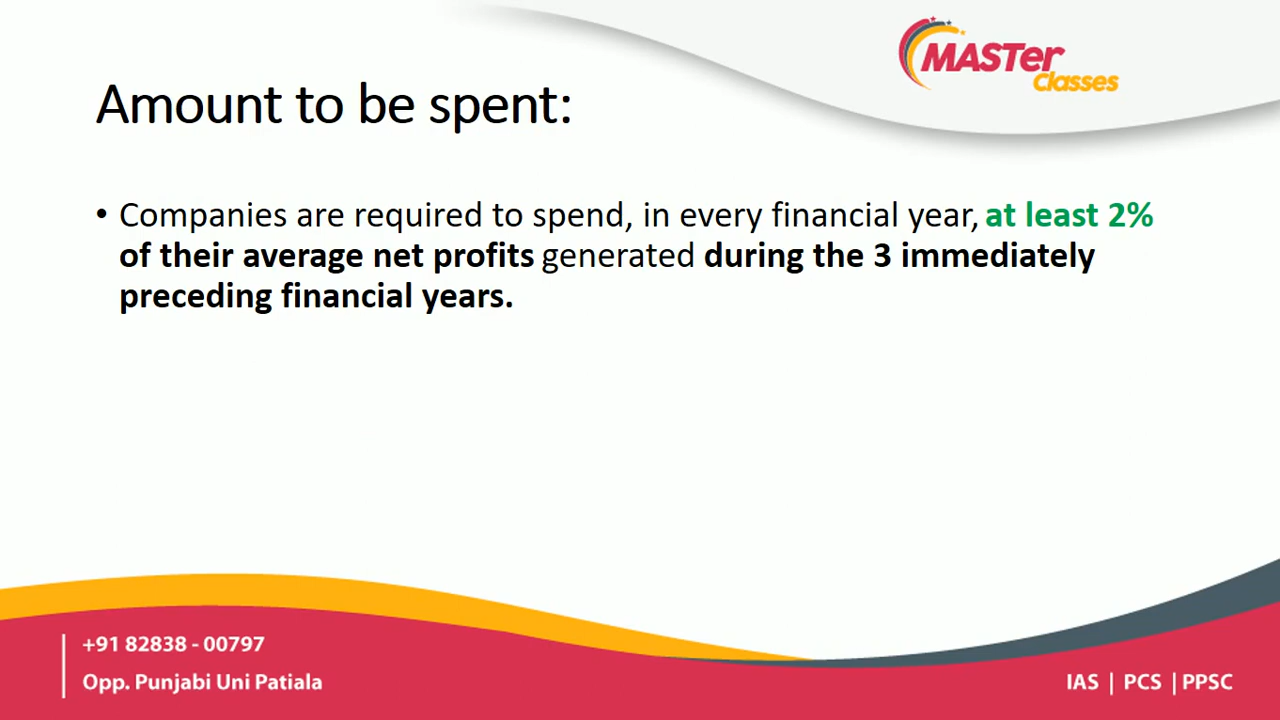 MASTer
Classes
Amount to be spent:
• Companies are required to spend, in every financial year, at least 2%
of their average net profits generated during the 3 immediately
preceding financial years.
+91 82838 - 00797
Opp. Punjabi Uni Patiala
IAS | PCS | PPSC